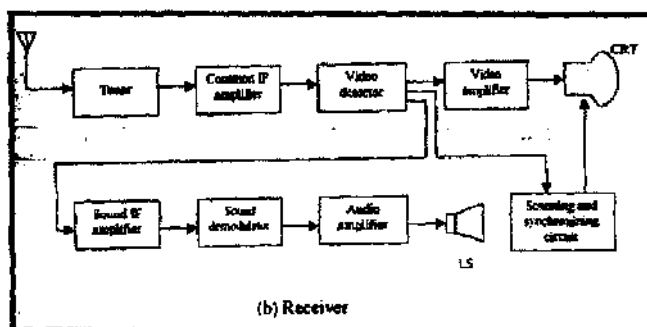 CRT
Tuner
Common IF
amplifier
Video
detector
Video
amplifier
Sound IF
amplifier
Sound
demodulator
Audio
amplifier
LS
Scanning and
synchronizing
circuit
(b) Receiver